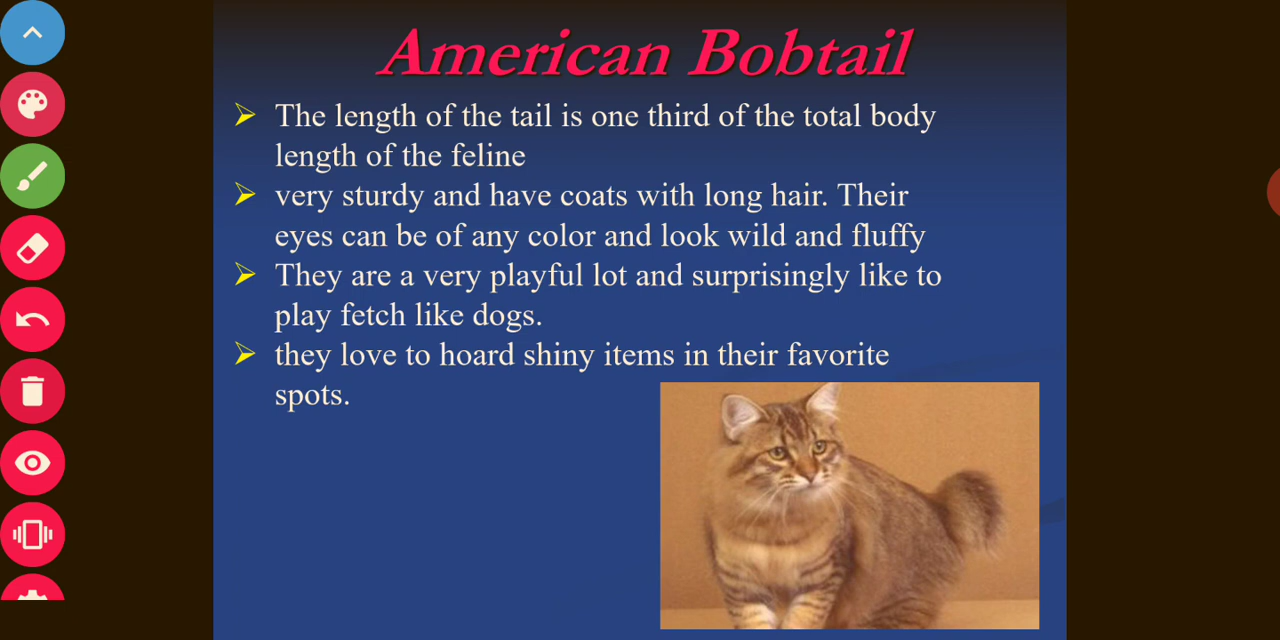 American Bobtail
The length of the tail is one third of the total body
length of the feline
very sturdy and have coats with long hair. Their
eyes can be of any color and look wild and fluffy
They are a very playful lot and surprisingly like to
play fetch like dogs.
they love to hoard shiny items in their favorite
spots.